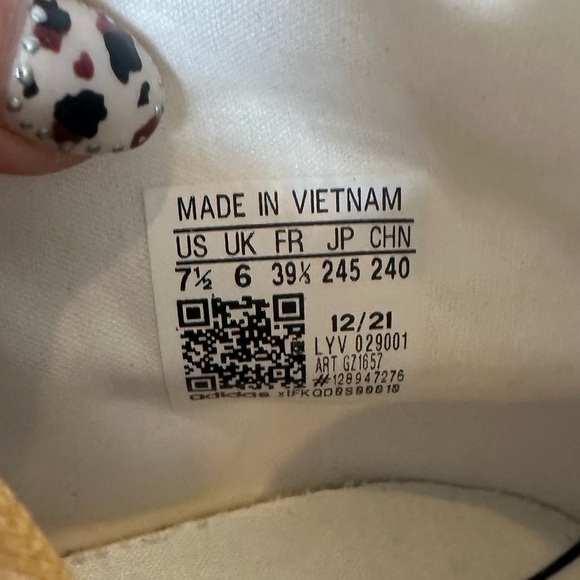 MADE IN VIETNAM
US UK FR JP CHN
7½ 6 39⅓ 245 240
12/21
LYV 029001
ART GZ1657
#128947276
adidas